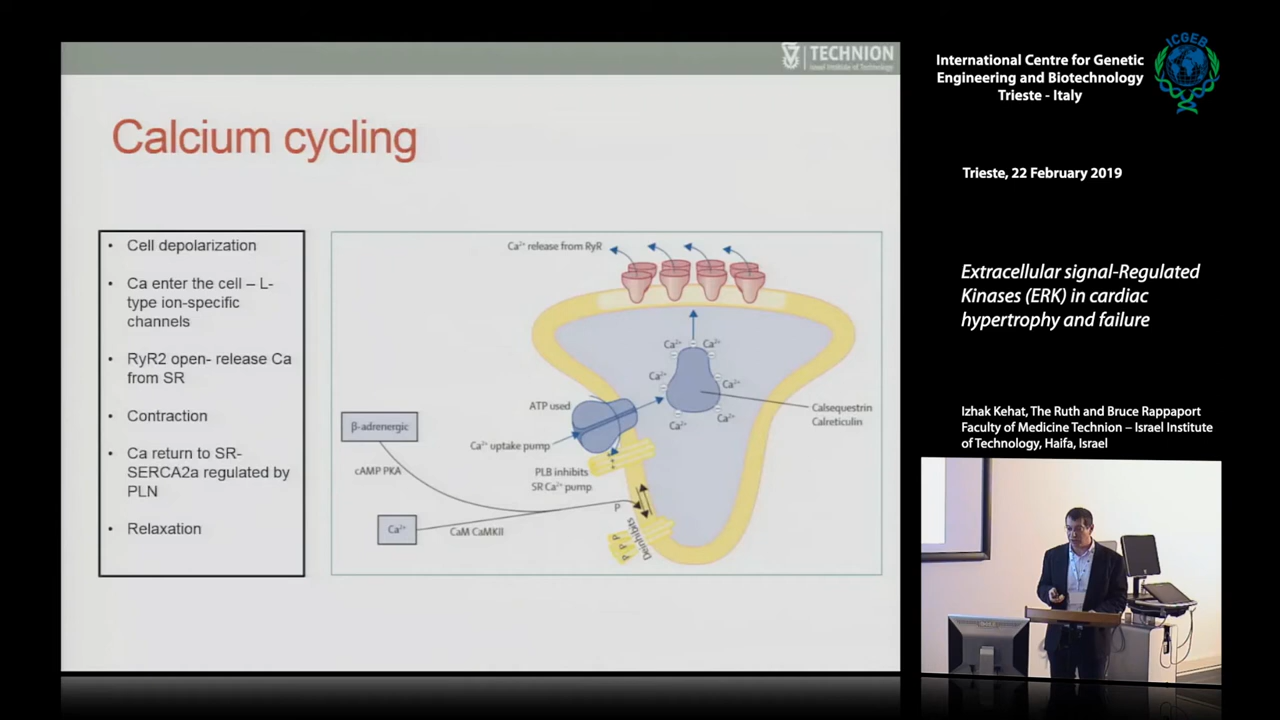 TECHNION
Israel Institute of Technology
Calcium cycling
• Cell depolarization
• Ca enter the cell – L-
type ion-specific
channels
• RyR2 open- release Ca
from SR
• Contraction
• Ca return to SR-
SERCA2a regulated by
PLN
• Relaxation
Ca²⁺ release from RyR
Ca²⁺ Ca²⁺
Ca²⁺ Ca²⁺
Ca²⁺ Ca²⁺
ATP used
Ca²⁺ uptake pump
Calsequestrin
Calreticulin
β-adrenergic
cAMP PKA
PLB inhibits
SR Ca²⁺ pump
P
Ca²⁺
CaM CaMKII
Deinhibits
P P P
ICGEB
International Centre for Genetic
Engineering and Biotechnology
Trieste - Italy
Trieste, 22 February 2019
Extracellular signal-Regulated
Kinases (ERK) in cardiac
hypertrophy and failure
Izhak Kehat, The Ruth and Bruce Rappaport
Faculty of Medicine Technion – Israel Institute
of Technology, Haifa, Israel